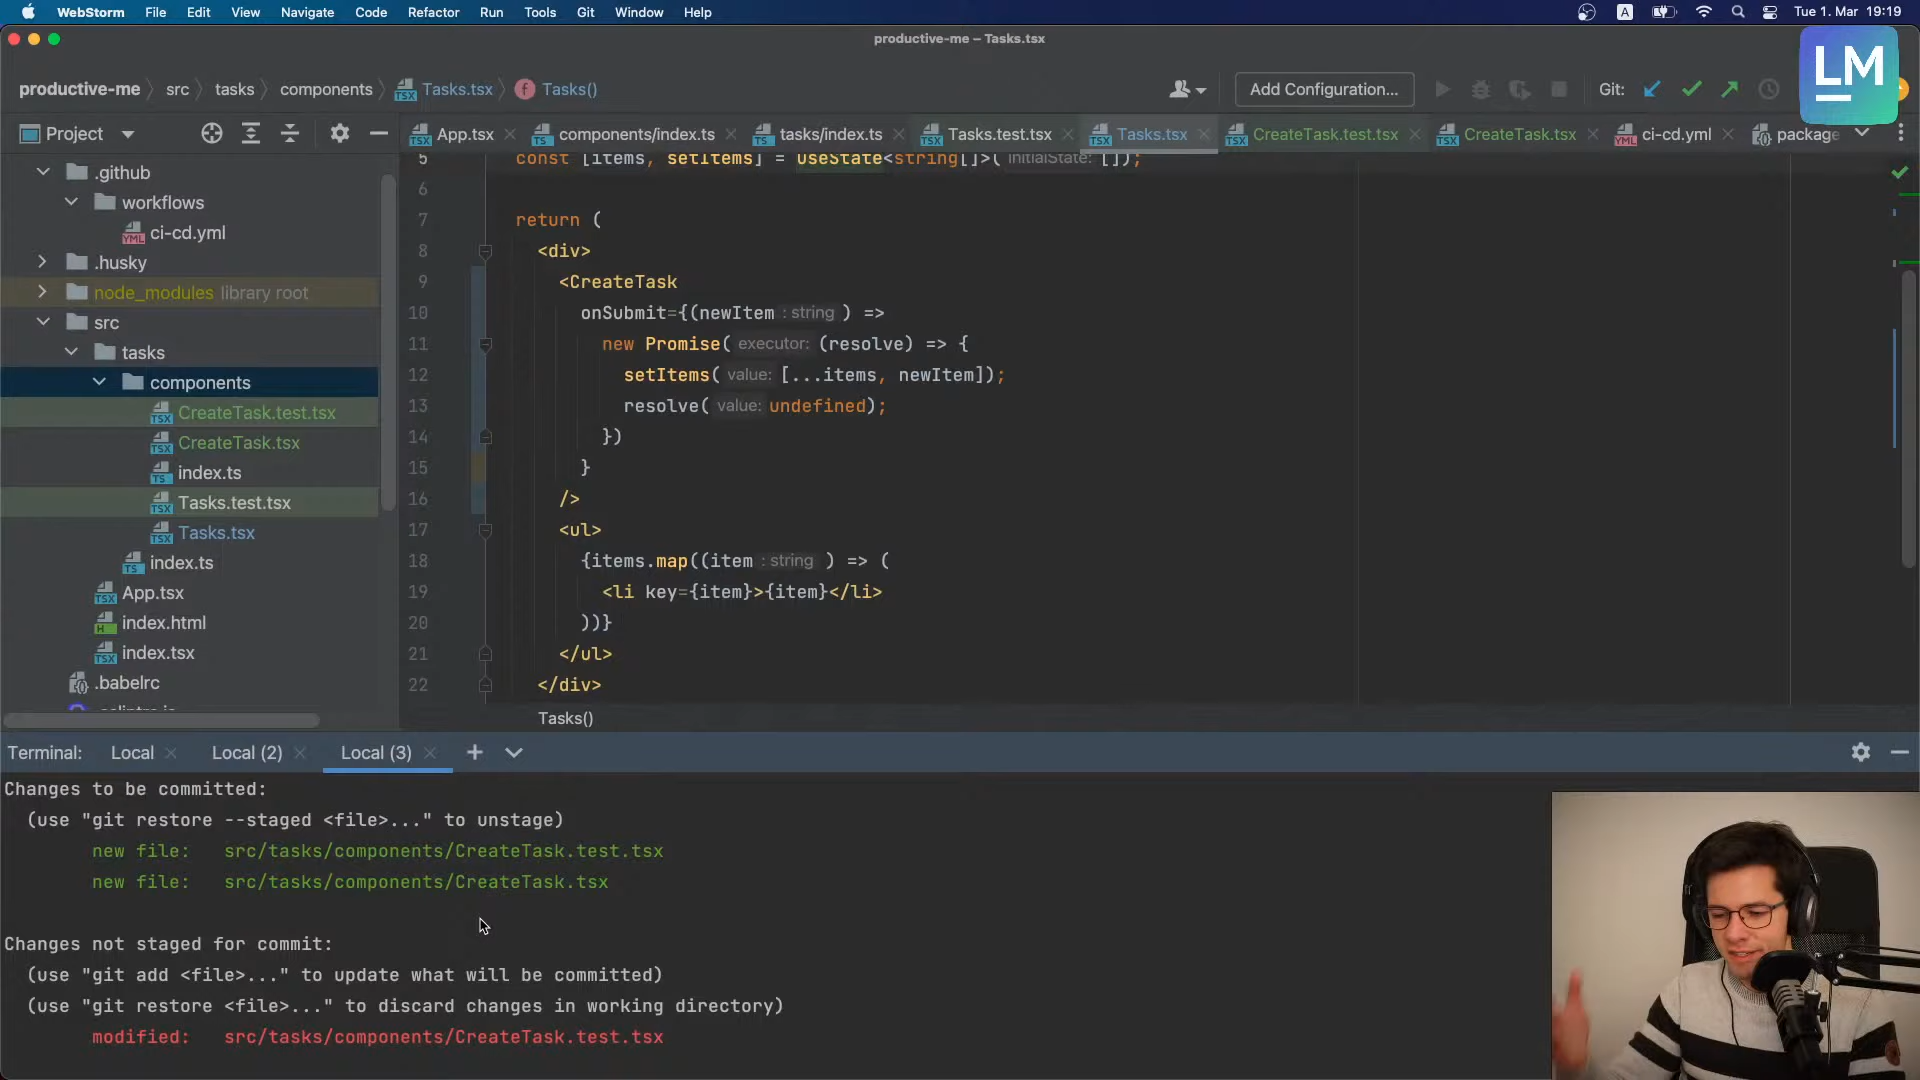 WebStorm File Edit View Navigate Code Refactor Run Tools Git Window Help
A Tue 1. Mar 19:19
productive-me – Tasks.tsx
LM
productive-me src tasks components Tasks.tsx f Tasks()
Add Configuration... Git:
Project
App.tsx components/index.ts tasks/index.ts Tasks.test.tsx Tasks.tsx CreateTask.test.tsx CreateTask.tsx ci-cd.yml package
.github
workflows
ci-cd.yml
.husky
node_modules library root
src
tasks
components
CreateTask.test.tsx
CreateTask.tsx
index.ts
Tasks.test.tsx
Tasks.tsx
index.ts
App.tsx
index.html
index.tsx
.babelrc
5 const [items, setItems] = useState<string[]>( initialState: []);
6
7 return (
8 <div>
9 <CreateTask
10 onSubmit={(newItem : string ) =>
11 new Promise( executor: (resolve) => {
12 setItems( value: [...items, newItem]);
13 resolve( value: undefined);
14 })
15 }
16 />
17 <ul>
18 {items.map((item : string ) => (
19 <li key={item}>{item}</li>
20 ))}
21 </ul>
22 </div>
Tasks()
Terminal: Local Local (2) Local (3)
Changes to be committed:
(use "git restore --staged <file>..." to unstage)
new file: src/tasks/components/CreateTask.test.tsx
new file: src/tasks/components/CreateTask.tsx
Changes not staged for commit:
(use "git add <file>..." to update what will be committed)
(use "git restore <file>..." to discard changes in working directory)
modified: src/tasks/components/CreateTask.test.tsx